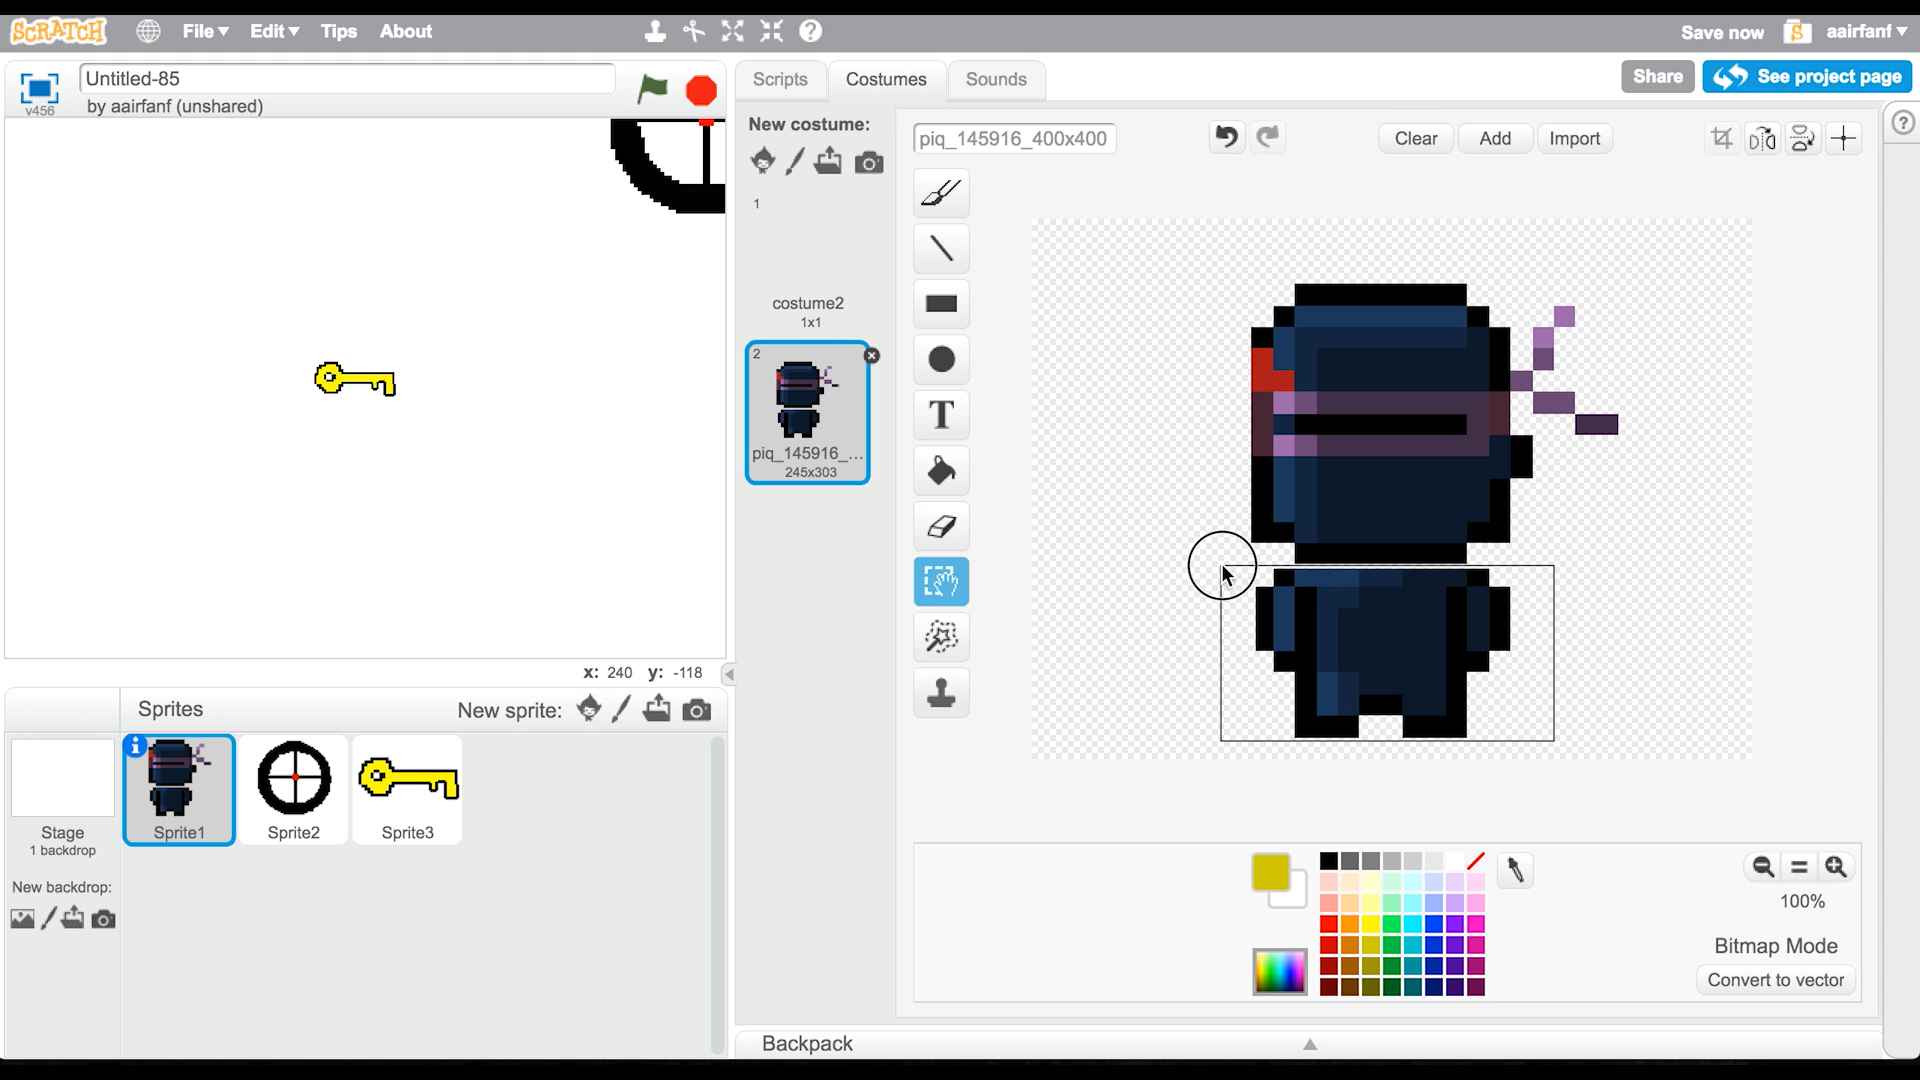 SCRATCH File▾ Edit▾ Tips About Save now aairfanf▾
v456
Untitled-85
by aairfanf (unshared)
Scripts Costumes Sounds
Share See project page
New costume:
piq_145916_400x400
Clear Add Import
1
costume2
1x1
2
piq_145916_...
245x303
T
x: 240 y: -118
Sprites
New sprite:
Sprite1
Sprite2
Sprite3
Stage
1 backdrop
New backdrop:
100%
Bitmap Mode
Convert to vector
Backpack